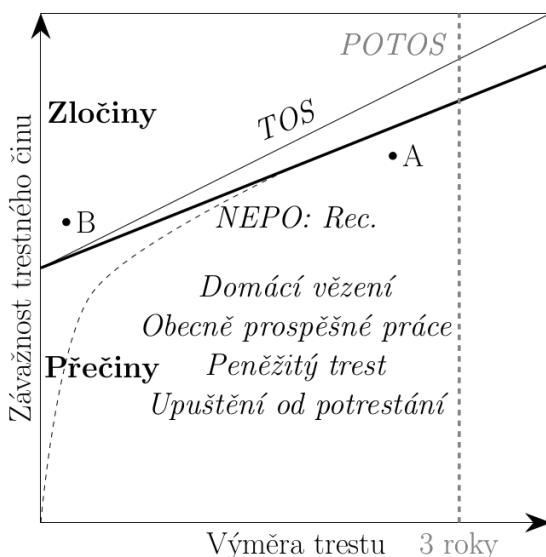 POTOS
Zločiny
TOS
A
B
NEPO: Rec.
Domácí vězení
Obecně prospěšné práce
Přečiny
Peněžitý trest
Upuštění od potrestání
Závažnost trestného činu
Výměra trestu
3 roky